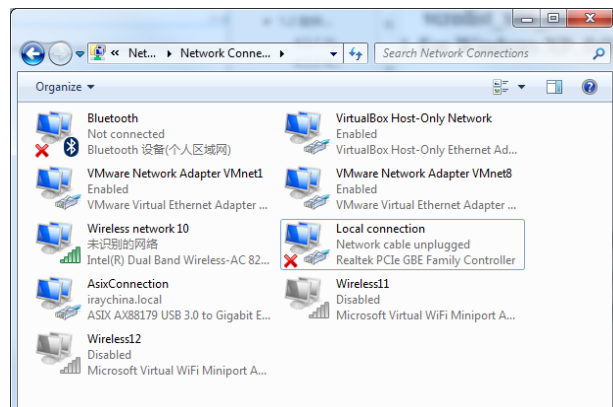 « Net... ▸ Network Conne... ▸
Search Network Connections
Organize ▾
Bluetooth
Not connected
Bluetooth 设备(个人区域网)
VirtualBox Host-Only Network
Enabled
VirtualBox Host-Only Ethernet Ad...
VMware Network Adapter VMnet1
Enabled
VMware Virtual Ethernet Adapter ...
VMware Network Adapter VMnet8
Enabled
VMware Virtual Ethernet Adapter ...
Wireless network 10
未识别的网络
Intel(R) Dual Band Wireless-AC 82...
Local connection
Network cable unplugged
Realtek PCIe GBE Family Controller
AsixConnection
iraychina.local
ASIX AX88179 USB 3.0 to Gigabit E...
Wireless11
Disabled
Microsoft Virtual WiFi Miniport A...
Wireless12
Disabled
Microsoft Virtual WiFi Miniport A...